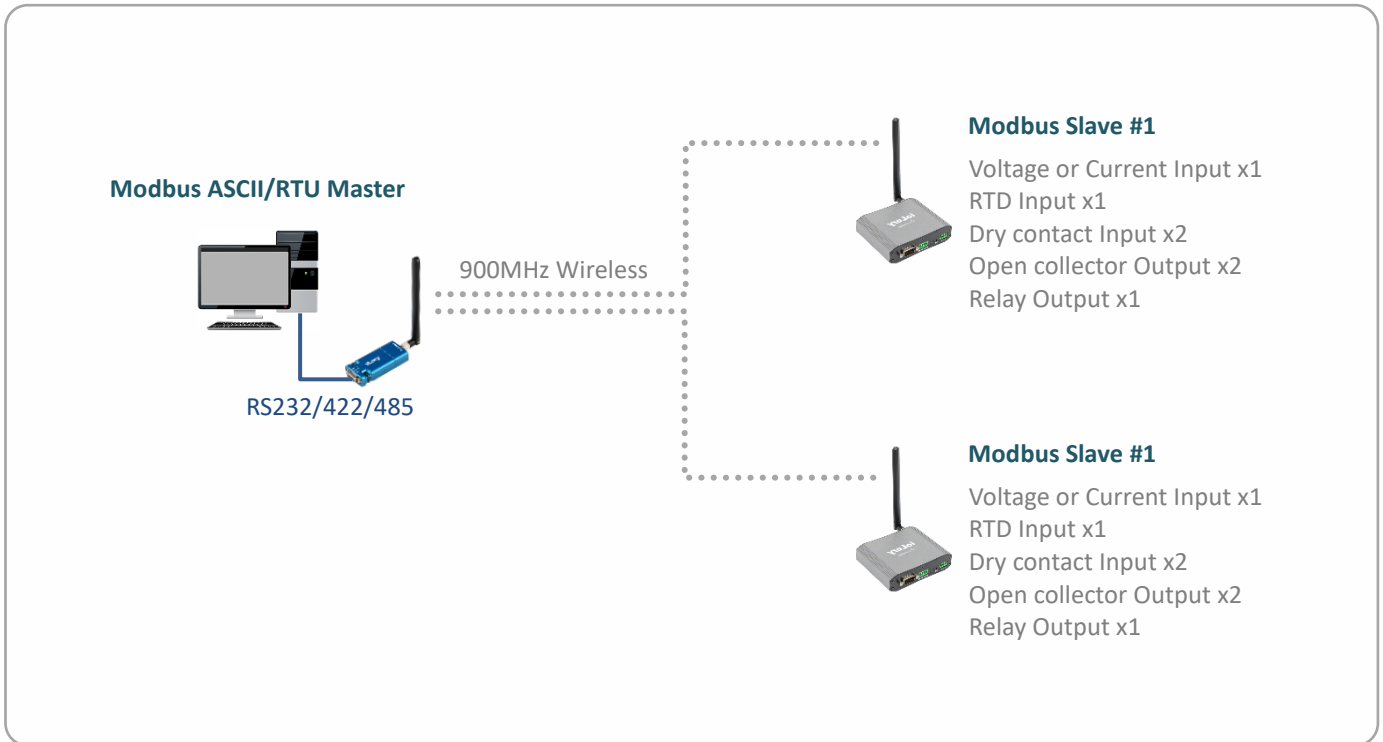 Modbus ASCII/RTU Master
RS232/422/485
900MHz Wireless
Modbus Slave #1
Voltage or Current Input x1
RTD Input x1
Dry contact Input x2
Open collector Output x2
Relay Output x1
Modbus Slave #1
Voltage or Current Input x1
RTD Input x1
Dry contact Input x2
Open collector Output x2
Relay Output x1